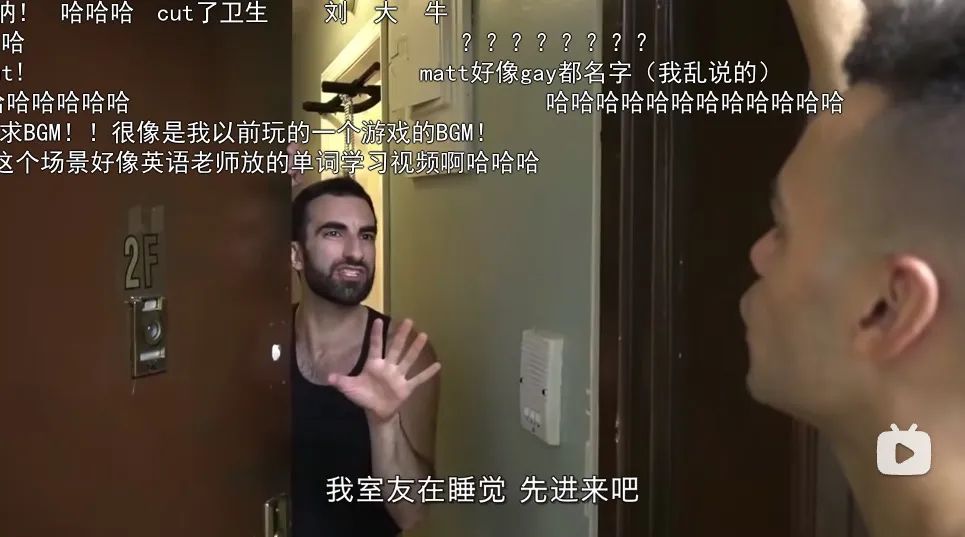 呐! 哈哈哈 cut了卫生 刘 大 牛
哈 ????????
t! matt好像gay都名字（我乱说的）
哈哈哈哈哈哈 哈哈哈哈哈哈哈哈哈哈哈哈
求BGM!!很像是我以前玩的一个游戏的BGM!
这个场景好像英语老师放的单词学习视频啊哈哈哈
2F
我室友在睡觉 先进来吧